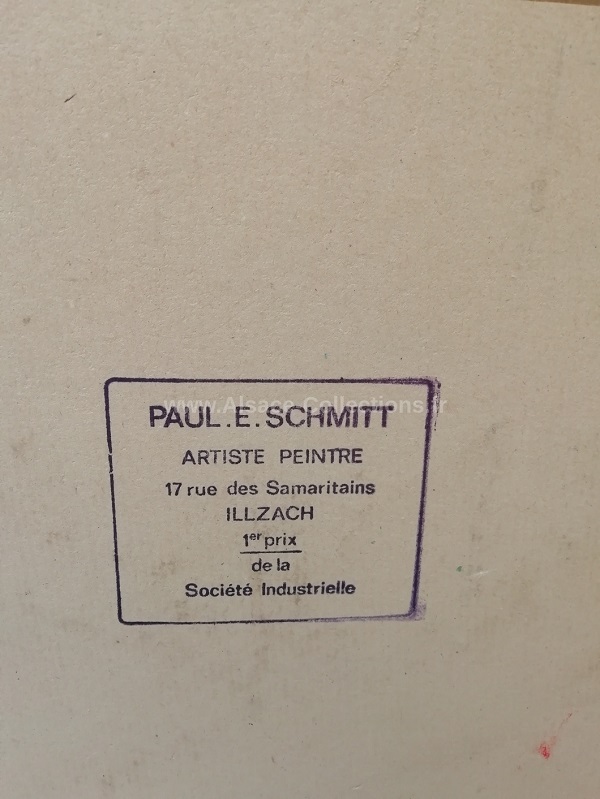 www.Alsace-Collections.fr
PAUL.E.SCHMITT
ARTISTE PEINTRE
17 rue des Samaritains
ILLZACH
1er prix
de la
Société Industrielle